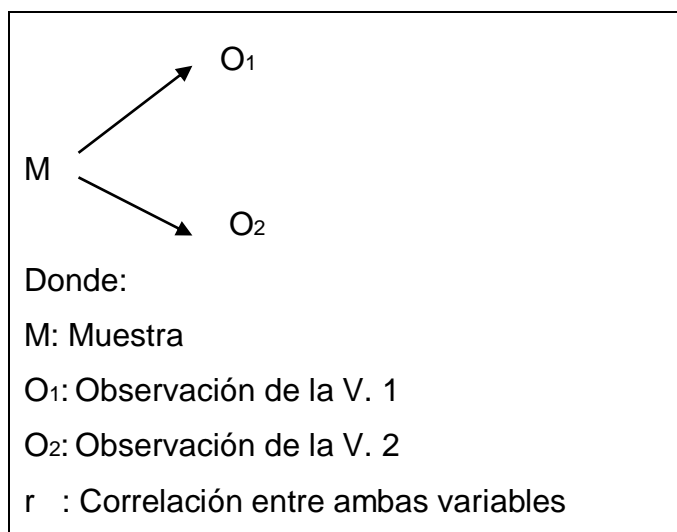 O1
M
O2
Donde:
M: Muestra
O1: Observación de la V. 1
O2: Observación de la V. 2
r : Correlación entre ambas variables